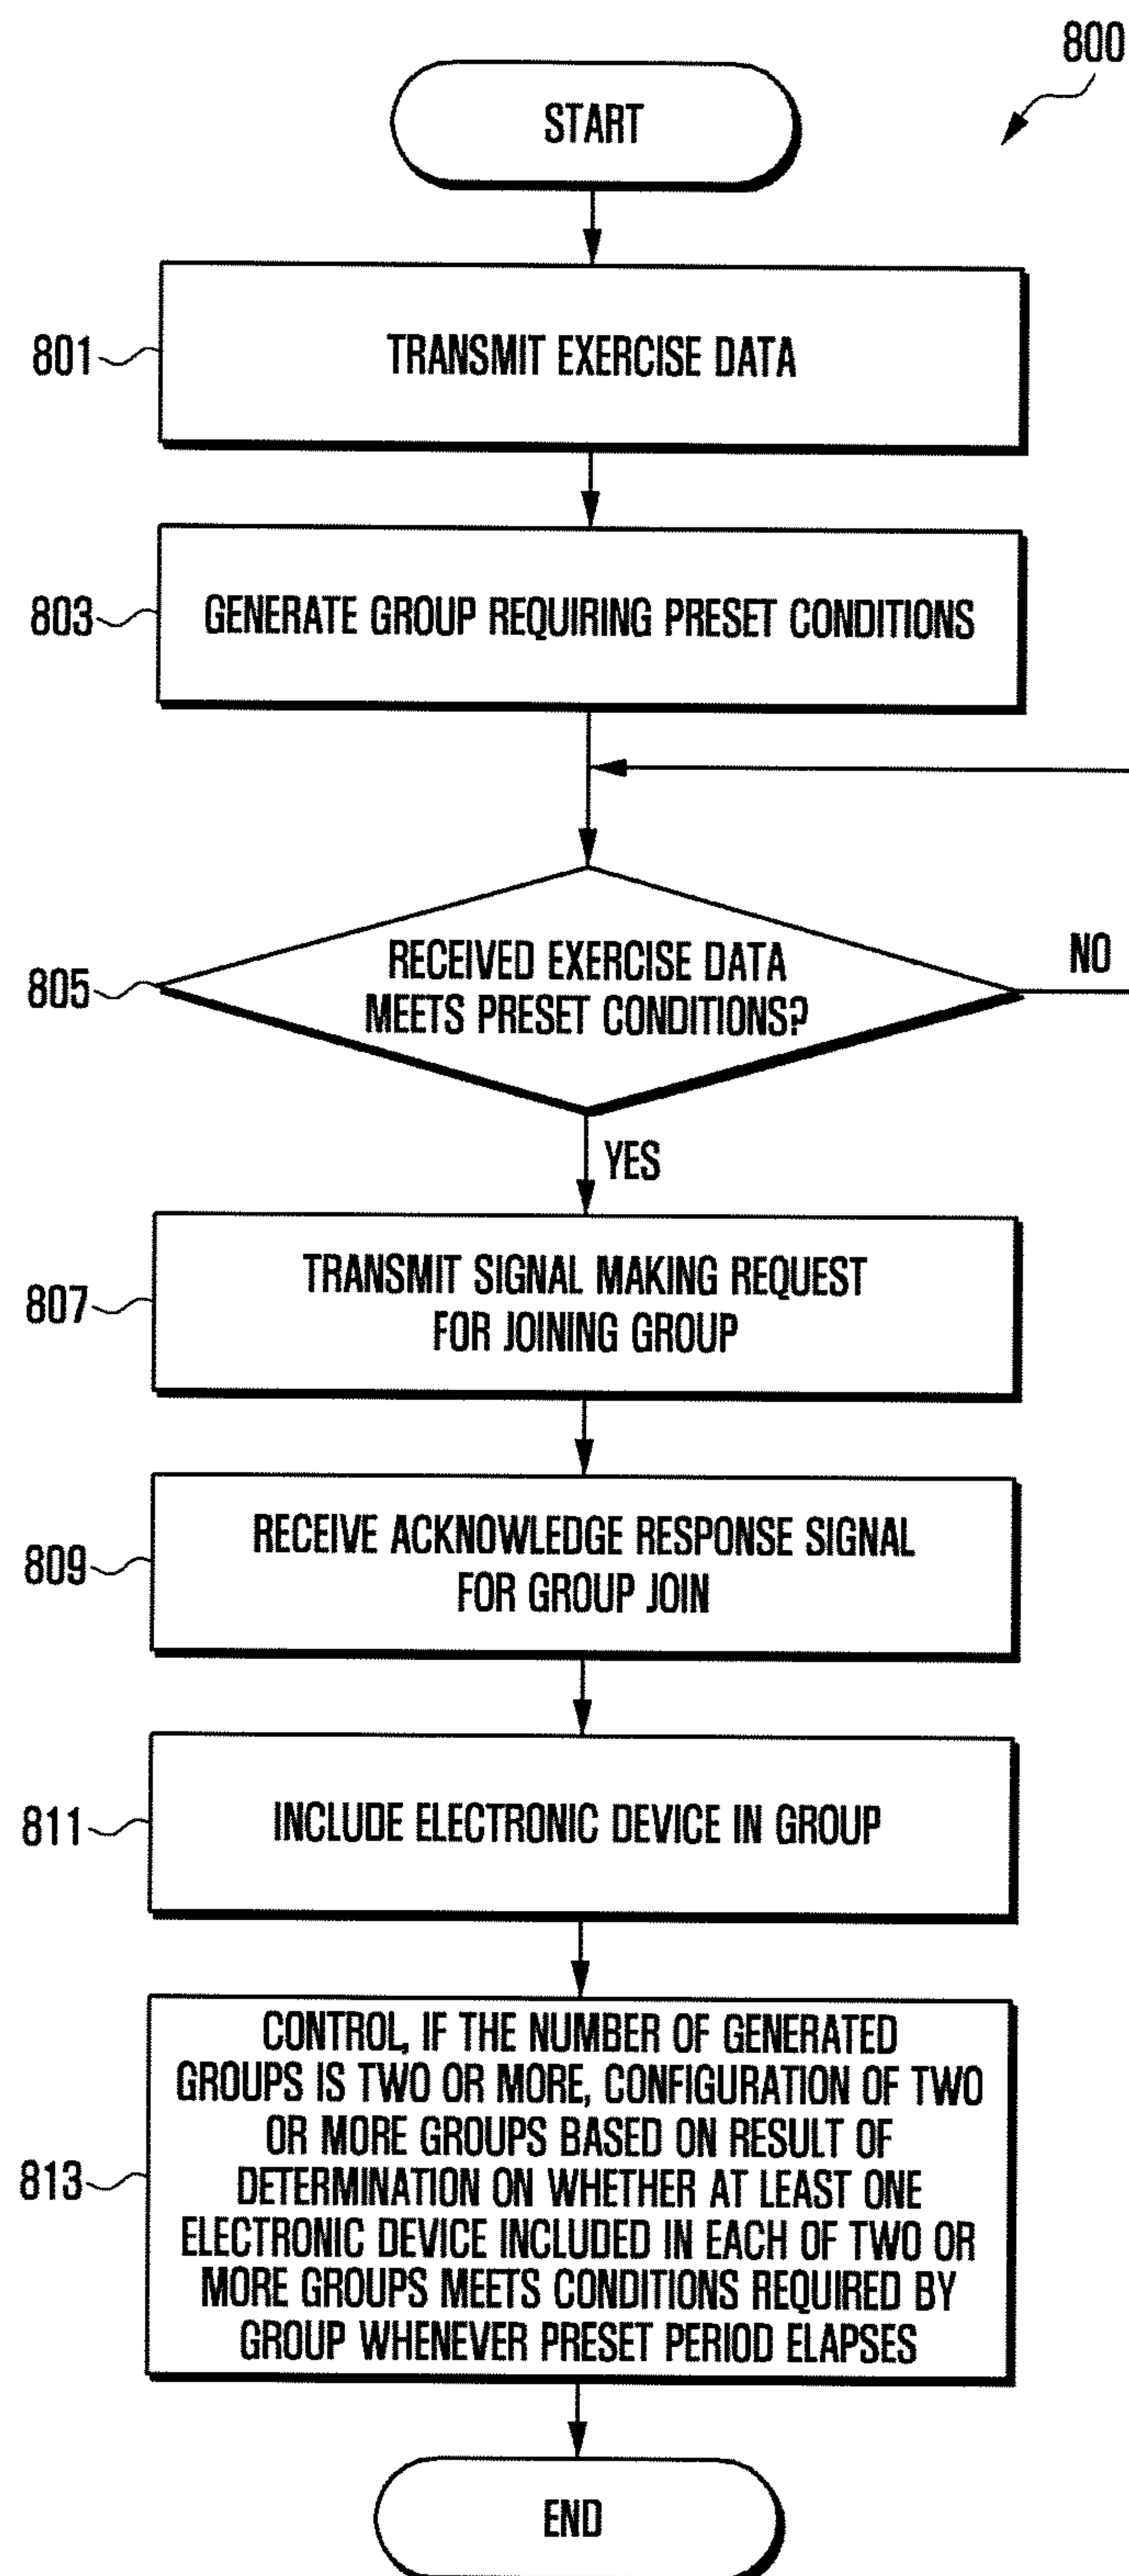 800
START
801
TRANSMIT EXERCISE DATA
803
GENERATE GROUP REQUIRING PRESET CONDITIONS
805
RECEIVED EXERCISE DATA
MEETS PRESET CONDITIONS?
NO
YES
807
TRANSMIT SIGNAL MAKING REQUEST
FOR JOINING GROUP
809
RECEIVE ACKNOWLEDGE RESPONSE SIGNAL
FOR GROUP JOIN
811
INCLUDE ELECTRONIC DEVICE IN GROUP
813
CONTROL, IF THE NUMBER OF GENERATED
GROUPS IS TWO OR MORE, CONFIGURATION OF TWO
OR MORE GROUPS BASED ON RESULT OF
DETERMINATION ON WHETHER AT LEAST ONE
ELECTRONIC DEVICE INCLUDED IN EACH OF TWO OR
MORE GROUPS MEETS CONDITIONS REQUIRED BY
GROUP WHENEVER PRESET PERIOD ELAPSES
END